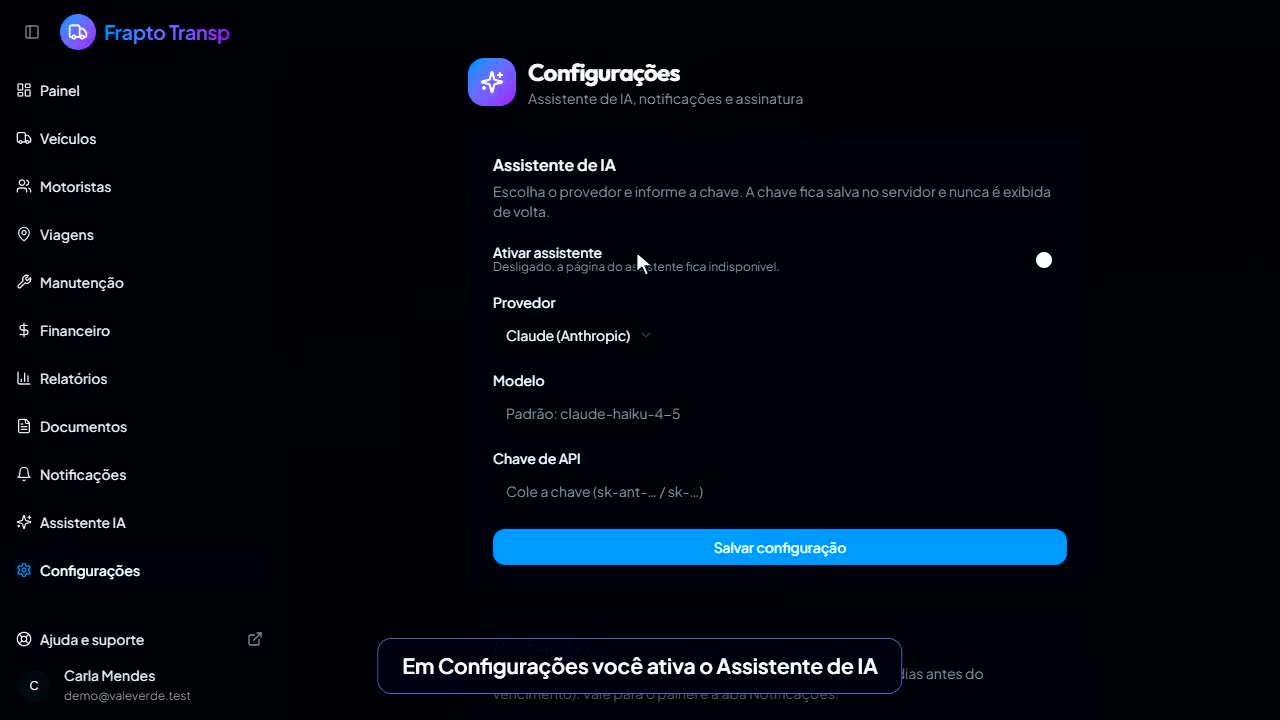 Frapto Transp
Painel
Veículos
Motoristas
Viagens
Manutenção
Financeiro
Relatórios
Documentos
Notificações
Assistente IA
Configurações
Ajuda e suporte
C
Carla Mendes
demo@valeverde.test
Configurações
Assistente de IA, notificações e assinatura
Assistente de IA
Escolha o provedor e informe a chave. A chave fica salva no servidor e nunca é exibida
de volta.
Ativar assistente
Desligado, a página do assistente fica indisponível.
Provedor
Claude (Anthropic)
Modelo
Padrão: claude-haiku-4-5
Chave de API
Cole a chave (sk-ant-… / sk-…)
Salvar configuração
Em Configurações você ativa o Assistente de IA
dias antes do
vencimento). Vale para o painel e a aba Notificações.